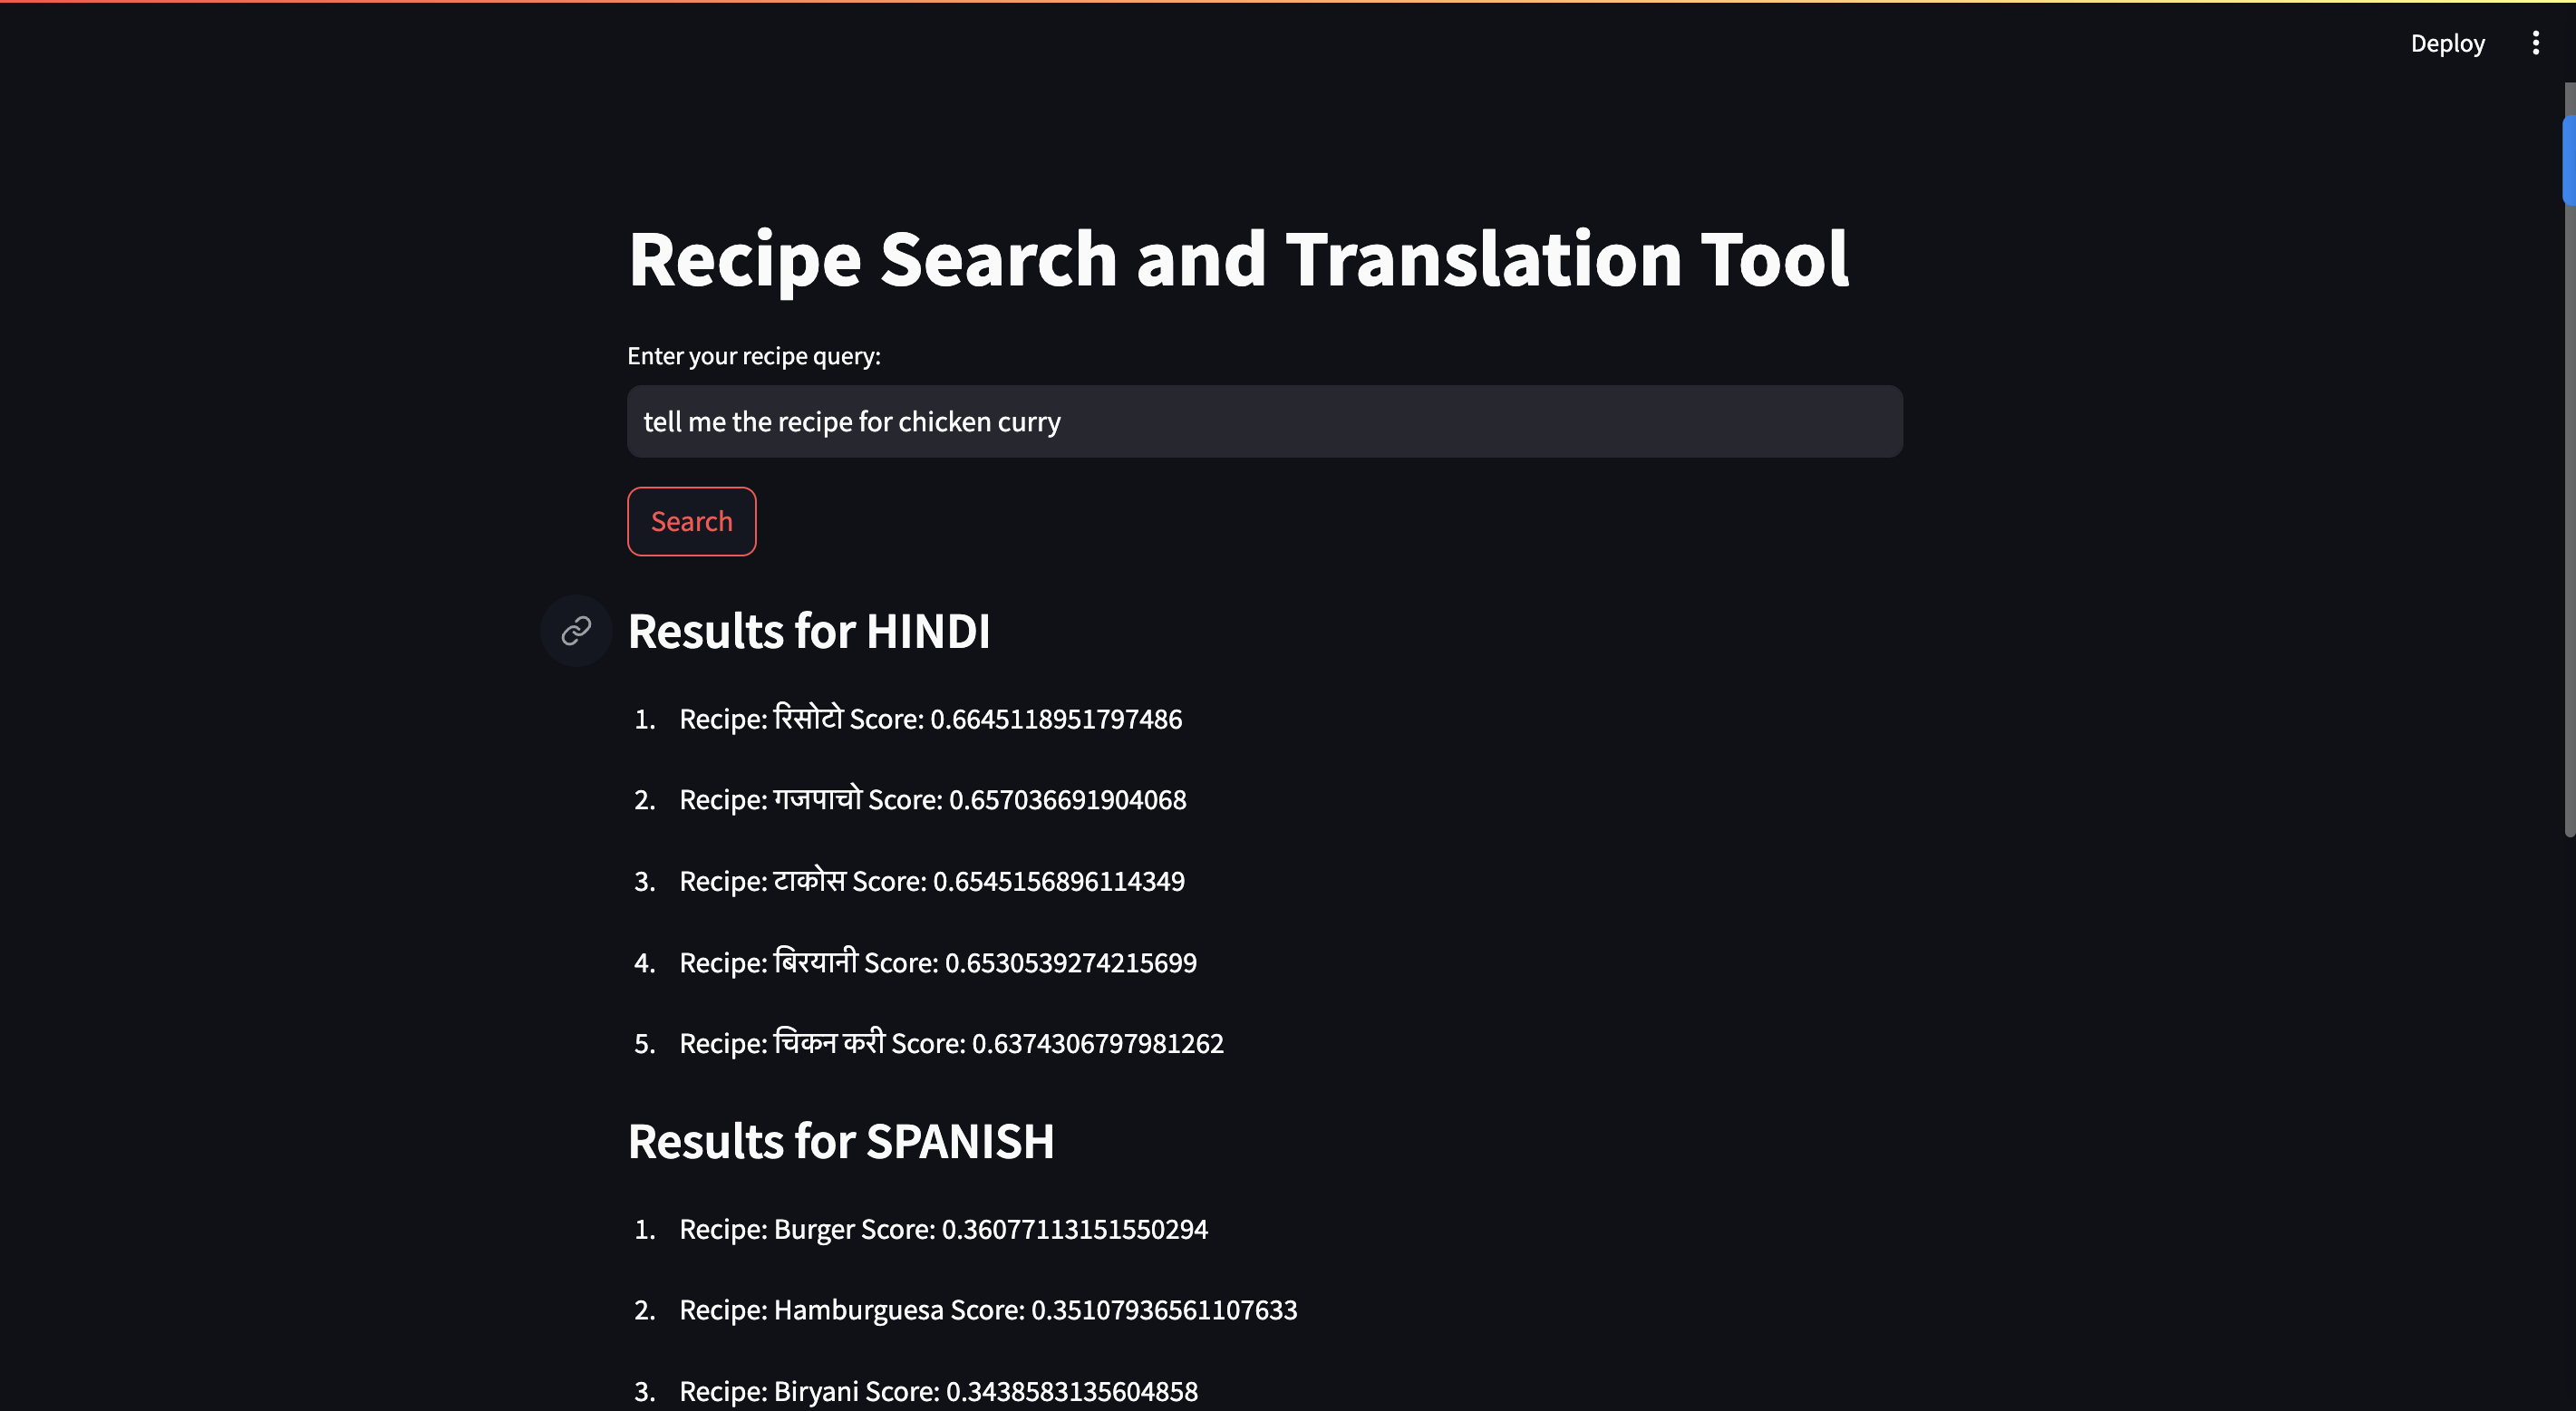 Deploy
Recipe Search and Translation Tool
Enter your recipe query:
tell me the recipe for chicken curry
Search
Results for HINDI
1. Recipe: रिसोटो Score: 0.6645118951797486
2. Recipe: गजपाचो Score: 0.657036691904068
3. Recipe: टाकोस Score: 0.6545156896114349
4. Recipe: बिरयानी Score: 0.6530539274215699
5. Recipe: चिकन करी Score: 0.6374306797981262
Results for SPANISH
1. Recipe: Burger Score: 0.36077113151550294
2. Recipe: Hamburguesa Score: 0.35107936561107633
3. Recipe: Biryani Score: 0.3438583135604858